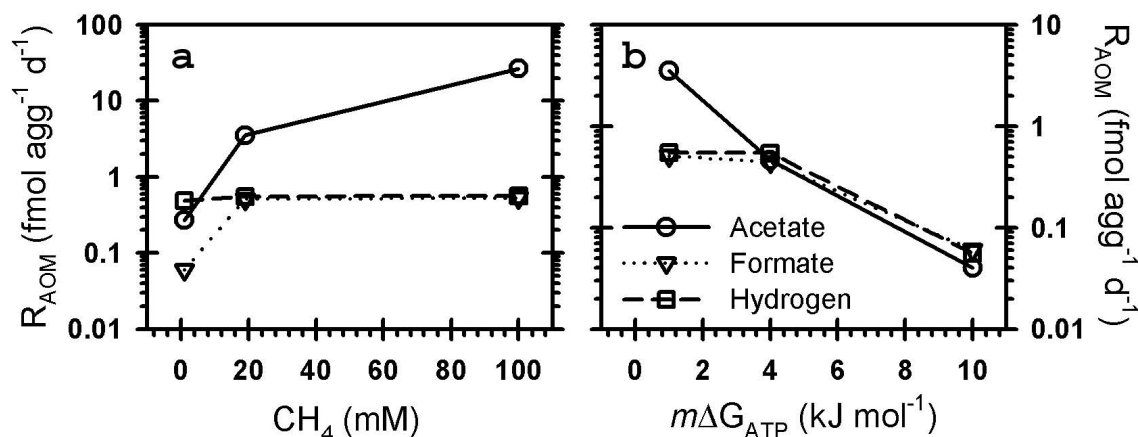 a
R_AOM (fmol agg⁻¹ d⁻¹)
100
10
1
0.1
0.01
0 20 40 60 80 100
CH₄ (mM)
b
Acetate
Formate
Hydrogen
0 2 4 6 8 10
mΔG_ATP (kJ mol⁻¹)
10
1
0.1
0.01
R_AOM (fmol agg⁻¹ d⁻¹)